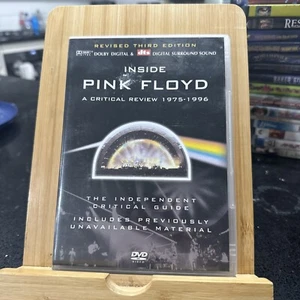 REVISED THIRD EDITION
DOLBY DIGITAL & dts DIGITAL SURROUND SOUND
INSIDE
PINK FLOYD
A CRITICAL REVIEW 1975-1996
THE INDEPENDENT
CRITICAL GUIDE
INCLUDES PREVIOUSLY
UNAVAILABLE MATERIAL
DVD